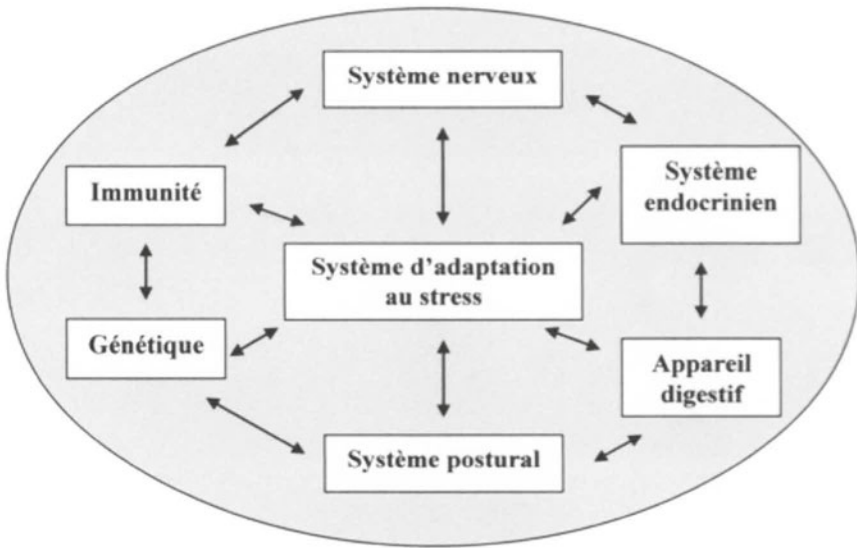 Système nerveux
Immunité
Système
endocrinien
Système d'adaptation
au stress
Génétique
Appareil
digestif
Système postural